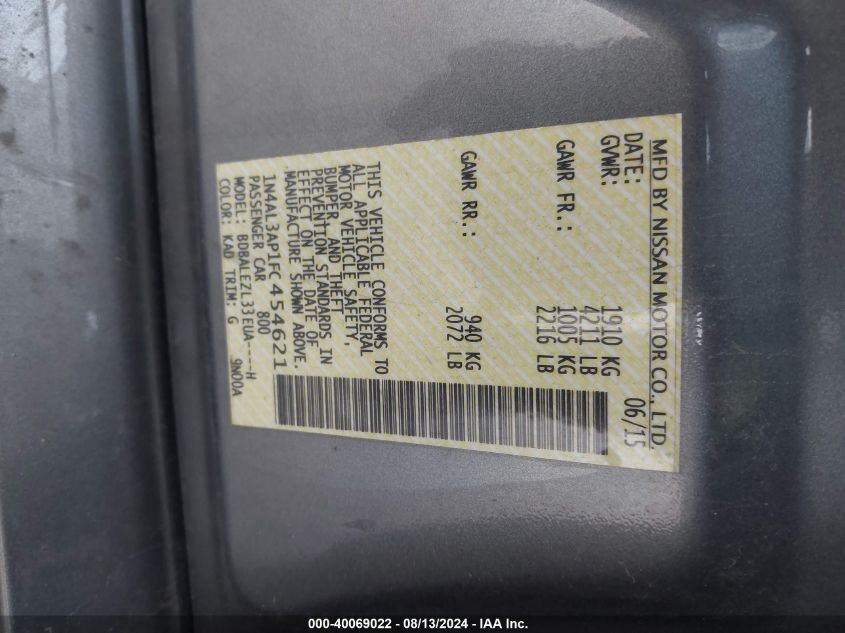 MFD BY NISSAN MOTOR CO., LTD.
DATE: 06/15
GVWR: 1910 KG
4211 LB
GAWR FR.: 1005 KG
2216 LB
GAWR RR.: 940 KG
2072 LB
THIS VEHICLE CONFORMS TO
ALL APPLICABLE FEDERAL
MOTOR VEHICLE SAFETY,
BUMPER, AND THEFT
PREVENTION STANDARDS IN
EFFECT ON THE DATE OF
MANUFACTURE SHOWN ABOVE.
1N4AL3AP1FC454621
PASSENGER CAR 800
MODEL: BDBALEZL33EUA----H
COLOR: KAD TRIM: G 9N00A
000-40069022 - 08/13/2024 - IAA Inc.